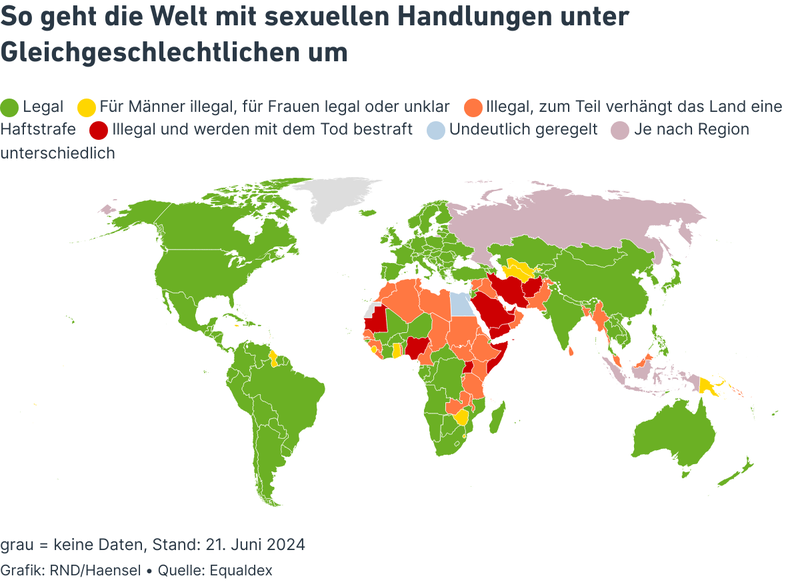 So geht die Welt mit sexuellen Handlungen unter
Gleichgeschlechtlichen um
Legal Für Männer illegal, für Frauen legal oder unklar Illegal, zum Teil verhängt das Land eine
Haftstrafe Illegal und werden mit dem Tod bestraft Undeutlich geregelt Je nach Region
unterschiedlich
grau = keine Daten, Stand: 21. Juni 2024
Grafik: RND/Haensel • Quelle: Equaldex